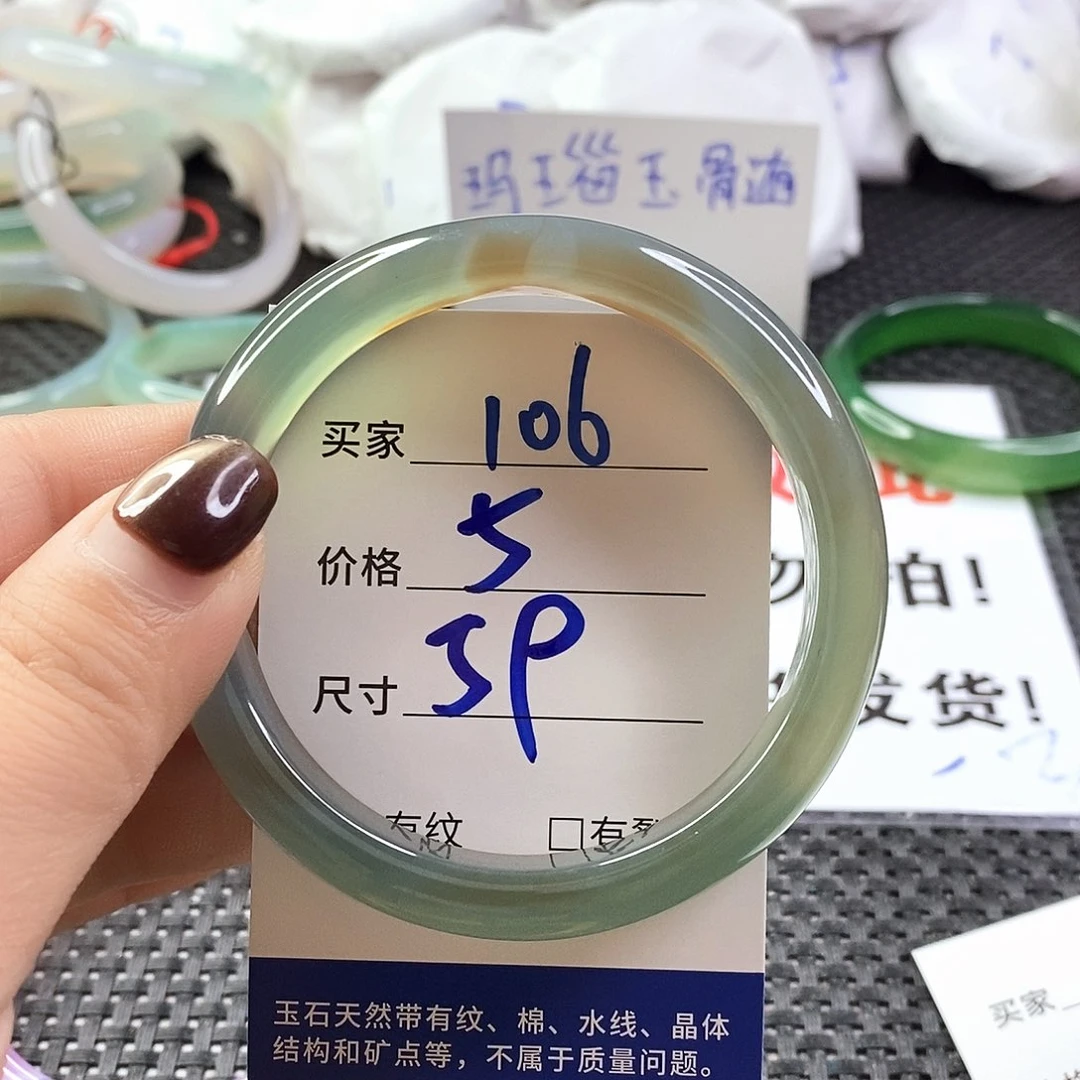 玛瑙玉髓
买家 106
价格 5
尺寸 59
有纹 □有裂
勿拍!
发货!
玉石天然带有纹、棉、水线、晶体
结构和矿点等，不属于质量问题。
买家